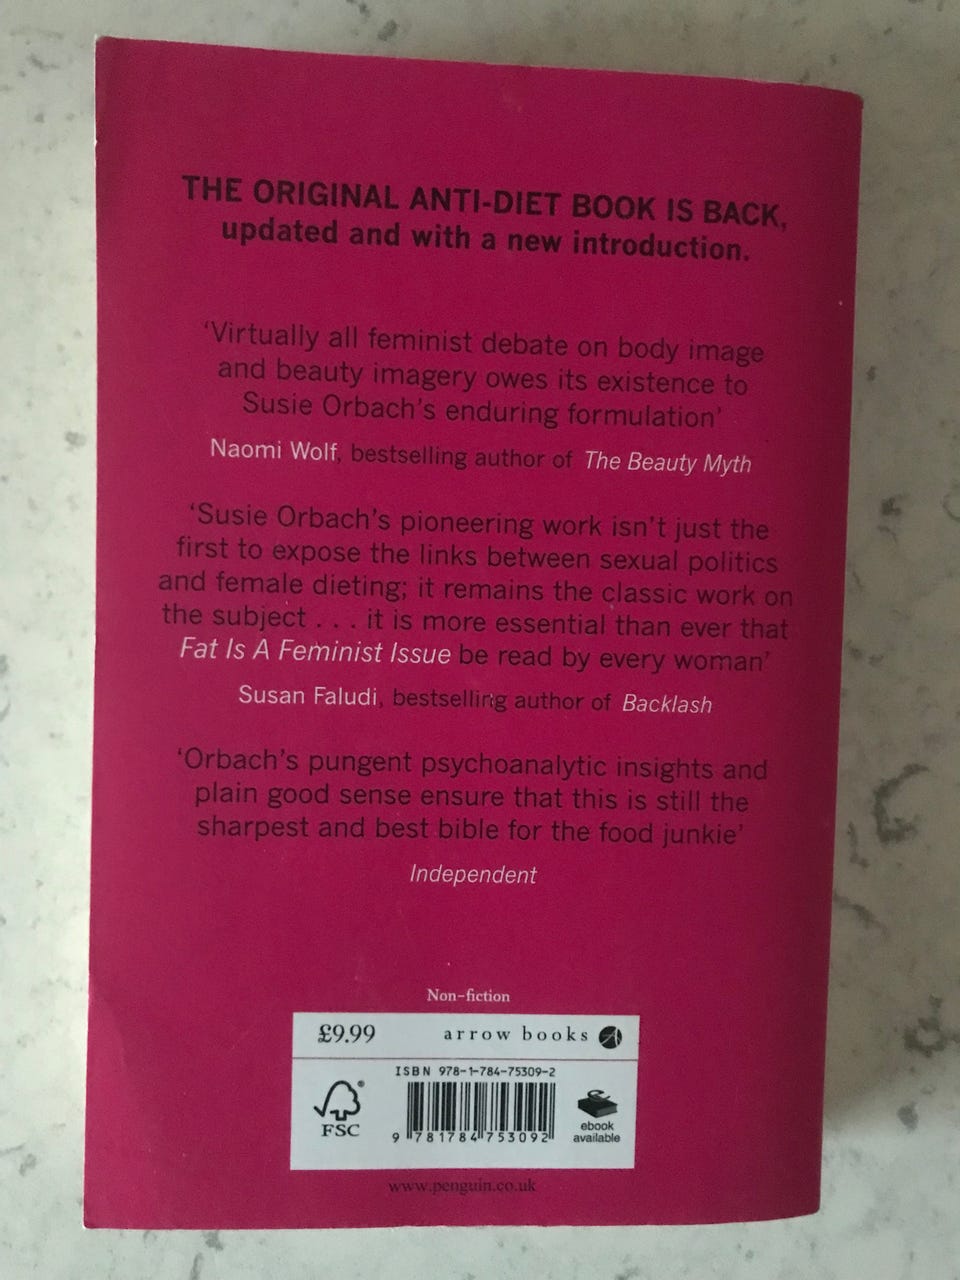 THE ORIGINAL ANTI-DIET BOOK IS BACK,
updated and with a new introduction.
‘Virtually all feminist debate on body image
and beauty imagery owes its existence to
Susie Orbach’s enduring formulation’
Naomi Wolf, bestselling author of The Beauty Myth
‘Susie Orbach’s pioneering work isn’t just the
first to expose the links between sexual politics
and female dieting; it remains the classic work on
the subject . . . it is more essential than ever that
Fat Is A Feminist Issue be read by every woman’
Susan Faludi, bestselling author of Backlash
‘Orbach’s pungent psychoanalytic insights and
plain good sense ensure that this is still the
sharpest and best bible for the food junkie’
Independent
Non-fiction
£9.99 arrow books
ISBN 978-1-784-75309-2
FSC®
9 781784 753092
ebook
available
www.penguin.co.uk